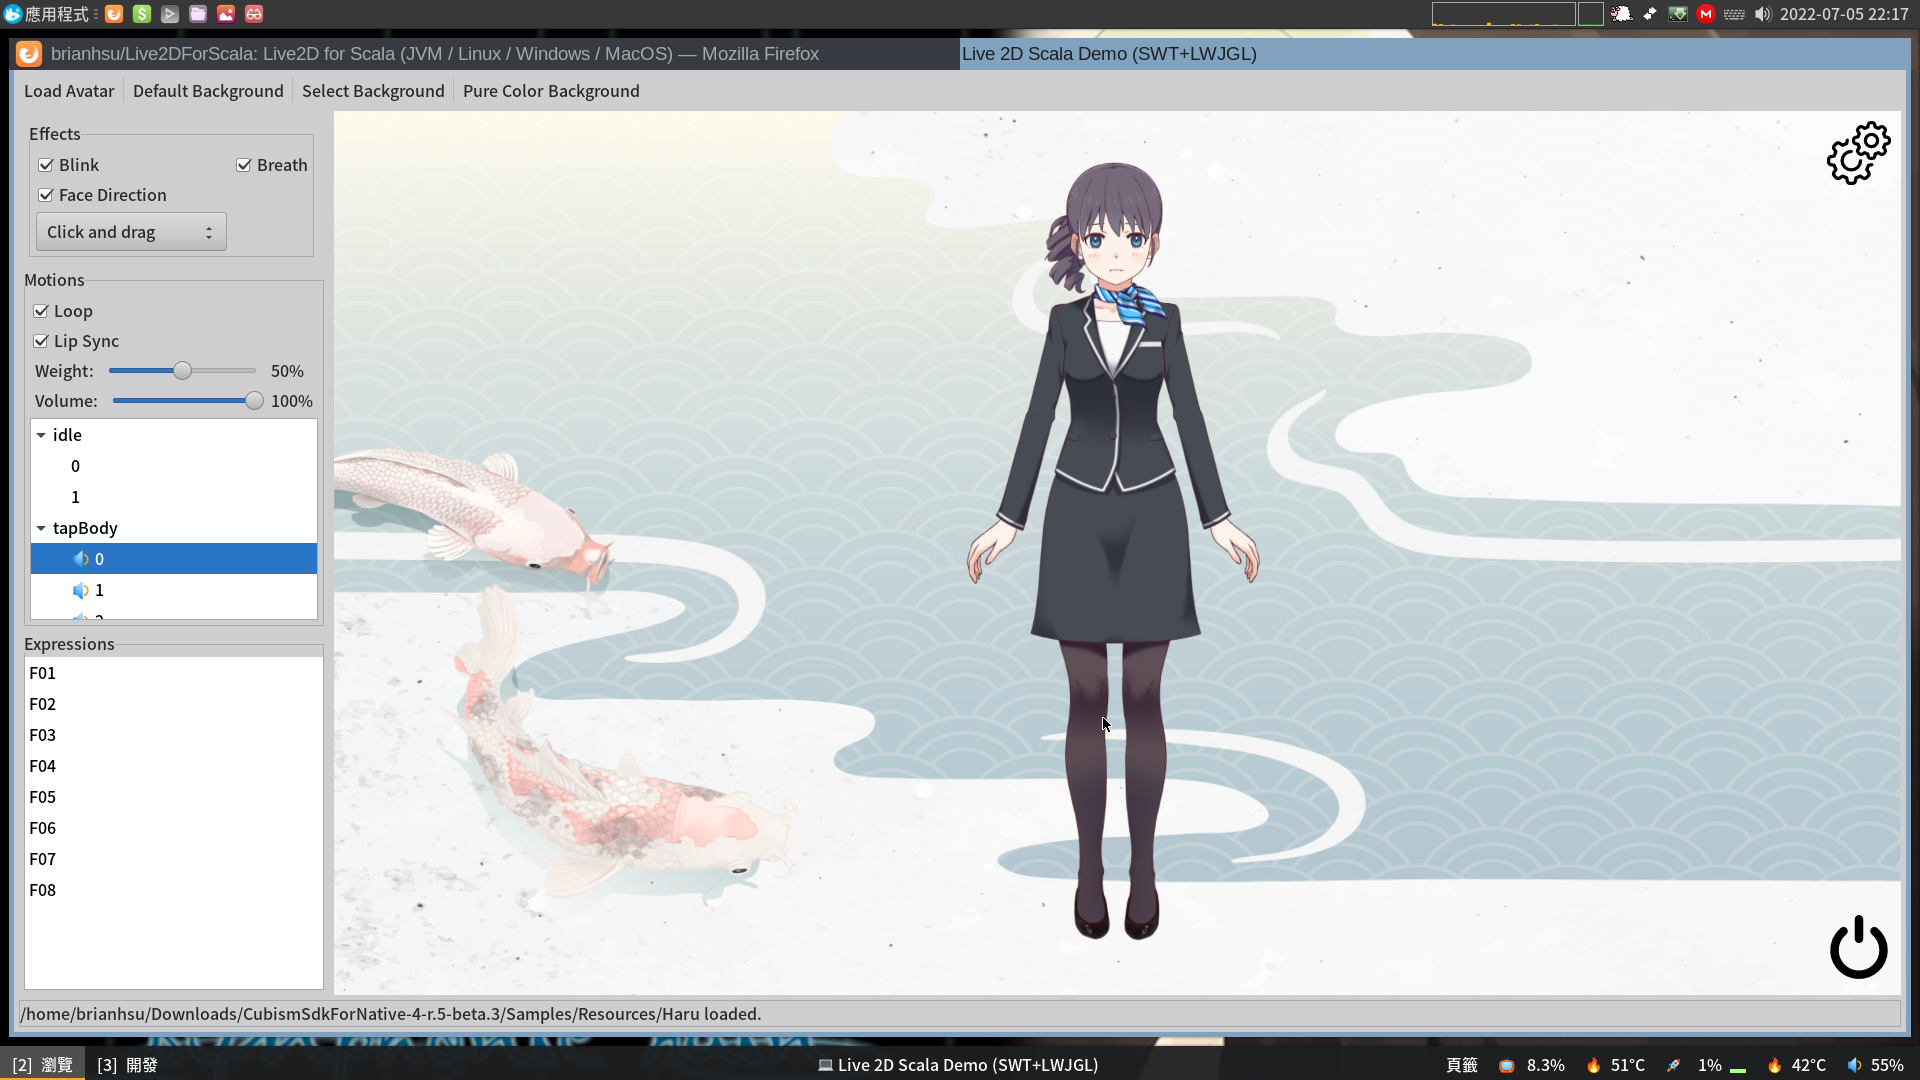 應用程式
2022-07-05 22:17
brianhsu/Live2DForScala: Live2D for Scala (JVM / Linux / Windows / MacOS) — Mozilla Firefox
Live 2D Scala Demo (SWT+LWJGL)
Load Avatar
Default Background
Select Background
Pure Color Background
Effects
Blink
Breath
Face Direction
Click and drag
Motions
Loop
Lip Sync
Weight: 50%
Volume: 100%
idle
0
1
tapBody
0
1
Expressions
F01
F02
F03
F04
F05
F06
F07
F08
/home/brianhsu/Downloads/CubismSdkForNative-4-r.5-beta.3/Samples/Resources/Haru loaded.
[2] 瀏覽
[3] 開發
Live 2D Scala Demo (SWT+LWJGL)
頁籤
8.3%
51°C
1%
42°C
55%